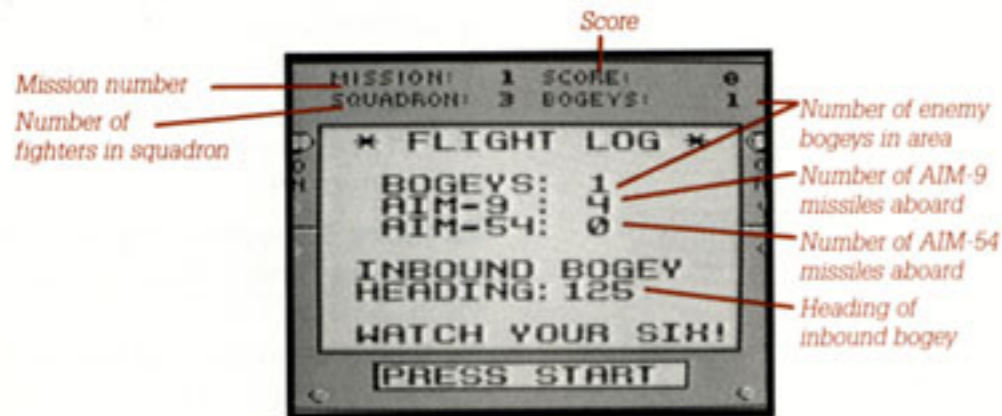 Score
Mission number
Number of
fighters in squadron
MISSION: 1 SCORE: 0
SQUADRON: 3 BOGEYS: 1
* FLIGHT LOG *
BOGEYS: 1
AIM-9 : 4
AIM-54: 0
INBOUND BOGEY
HEADING: 125
WATCH YOUR SIX!
PRESS START
Number of enemy
bogeys in area
Number of AIM-9
missiles aboard
Number of AIM-54
missiles aboard
Heading of
inbound bogey